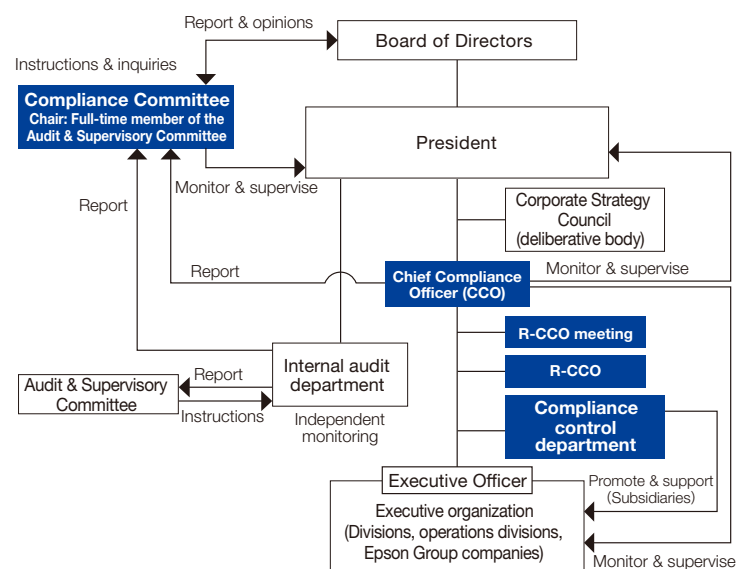 Report & opinions
Board of Directors
Instructions & inquiries
Compliance Committee
Chair: Full-time member of the
Audit & Supervisory Committee
President
Monitor & supervise
Report
Corporate Strategy
Council
(deliberative body)
Report
Chief Compliance
Officer (CCO)
Monitor & supervise
R-CCO meeting
Internal audit
department
R-CCO
Audit & Supervisory
Committee
Report
Instructions
Independent
monitoring
Compliance
control
department
Executive Officer
Promote & support
(Subsidiaries)
Executive organization
(Divisions, operations divisions,
Epson Group companies)
Monitor & supervise